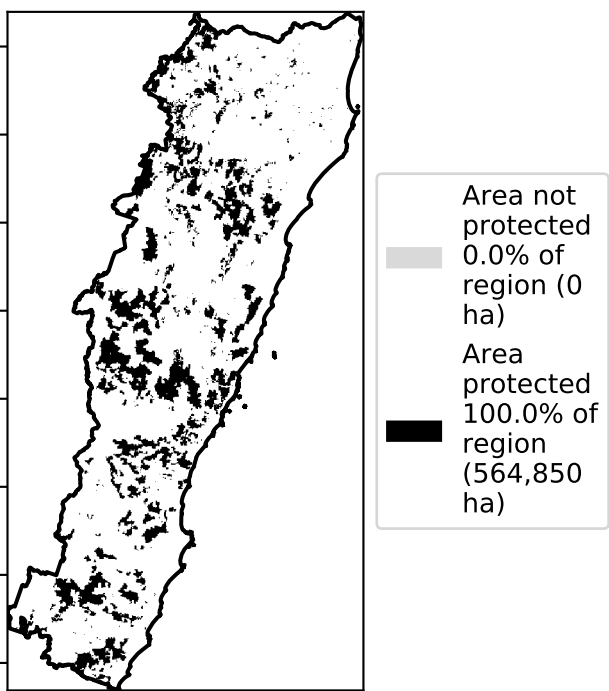 Area not
protected
0.0% of
region (0
ha)
Area
protected
100.0% of
region
(564,850
ha)